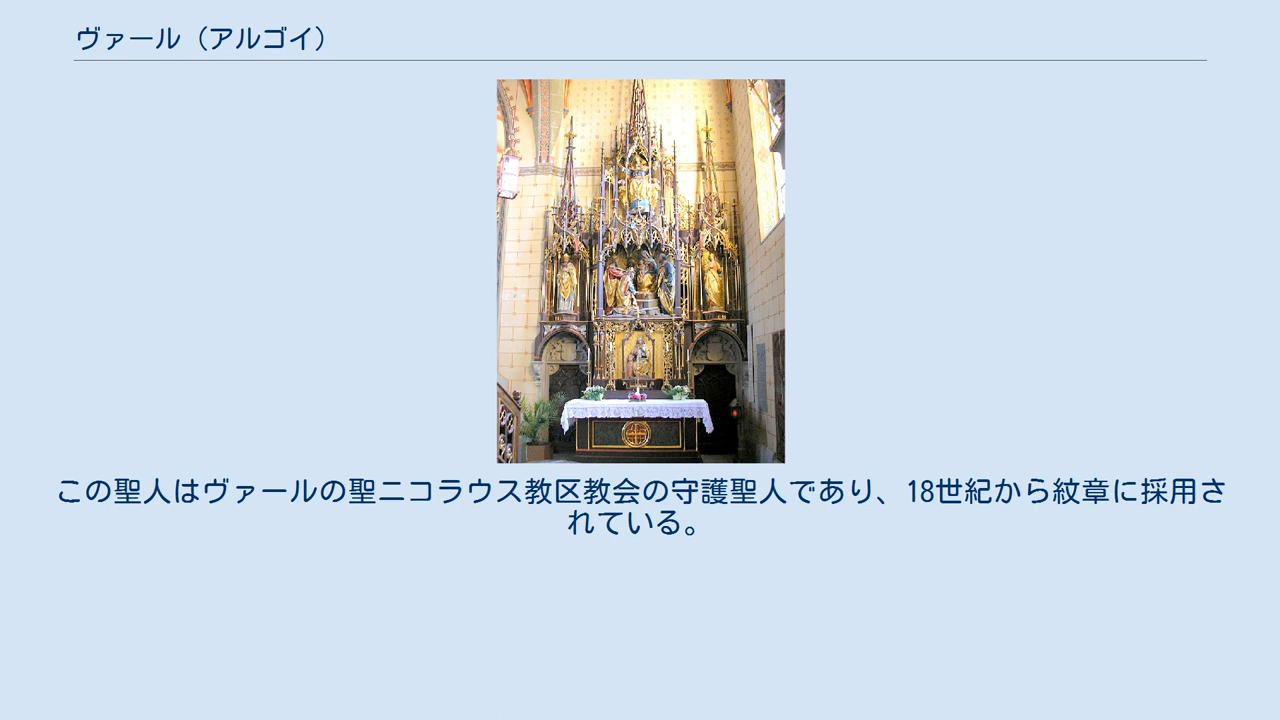 ヴァール（アルゴイ）
この聖人はヴァールの聖ニコラウス教区教会の守護聖人であり、18世紀から紋章に採用さ
れている。